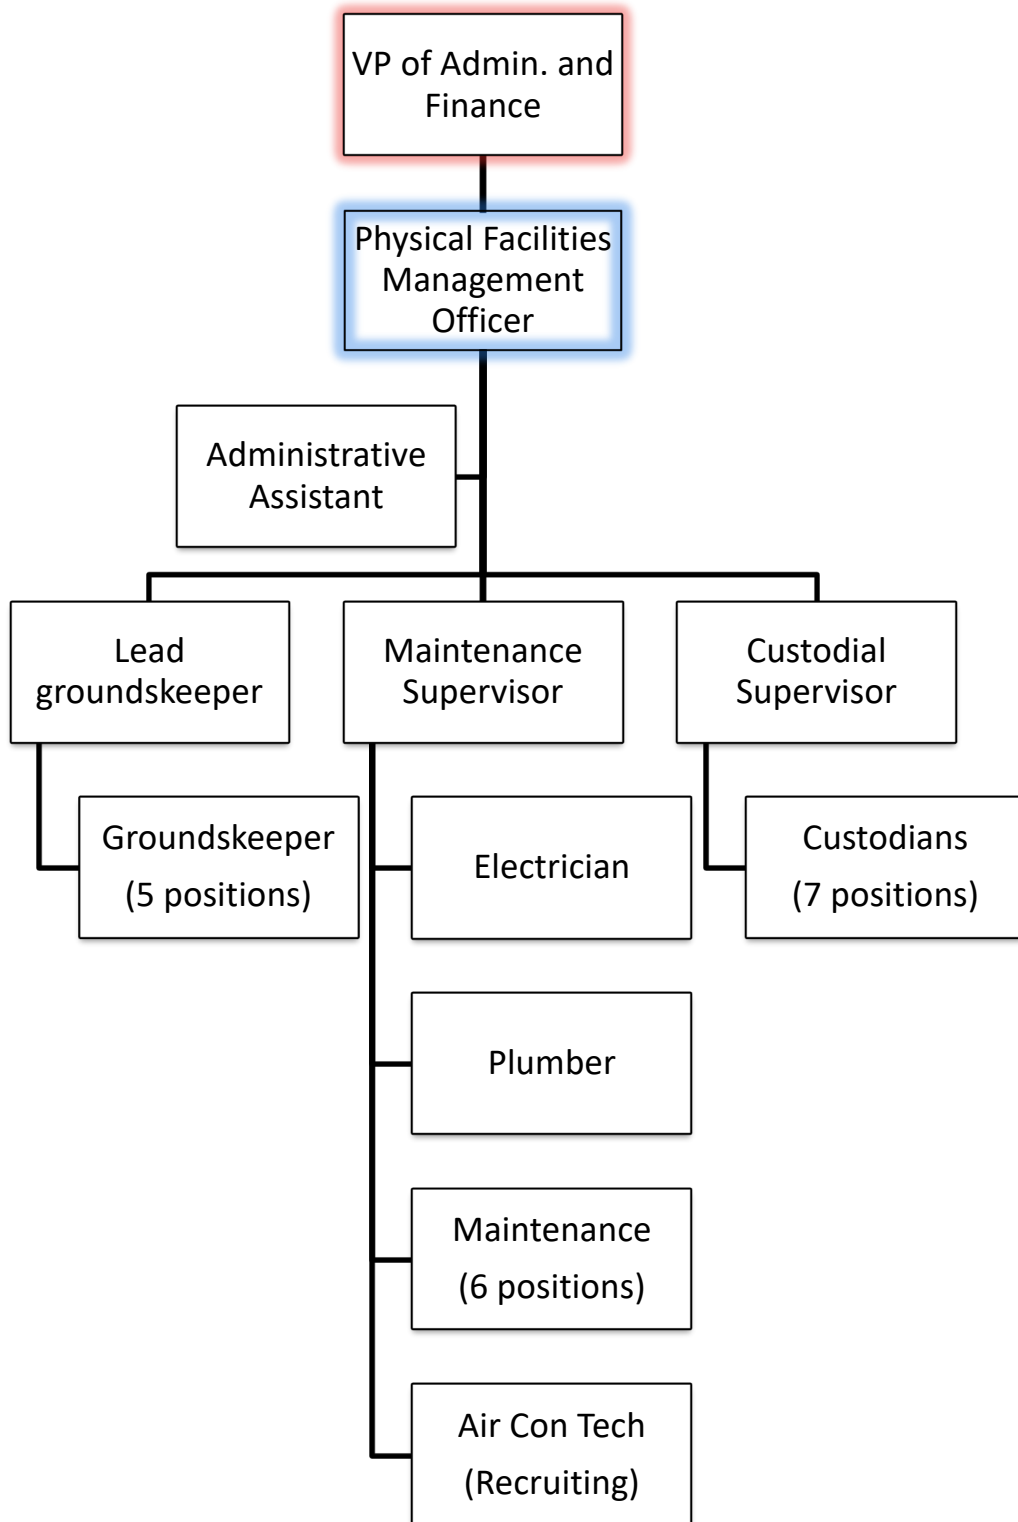 VP of Admin. and
Finance
Physical Facilities
Management
Officer
Administrative
Assistant
Lead
groundskeeper
Maintenance
Supervisor
Custodial
Supervisor
Groundskeeper
(5 positions)
Electrician
Custodians
(7 positions)
Plumber
Maintenance
(6 positions)
Air Con Tech
(Recruiting)